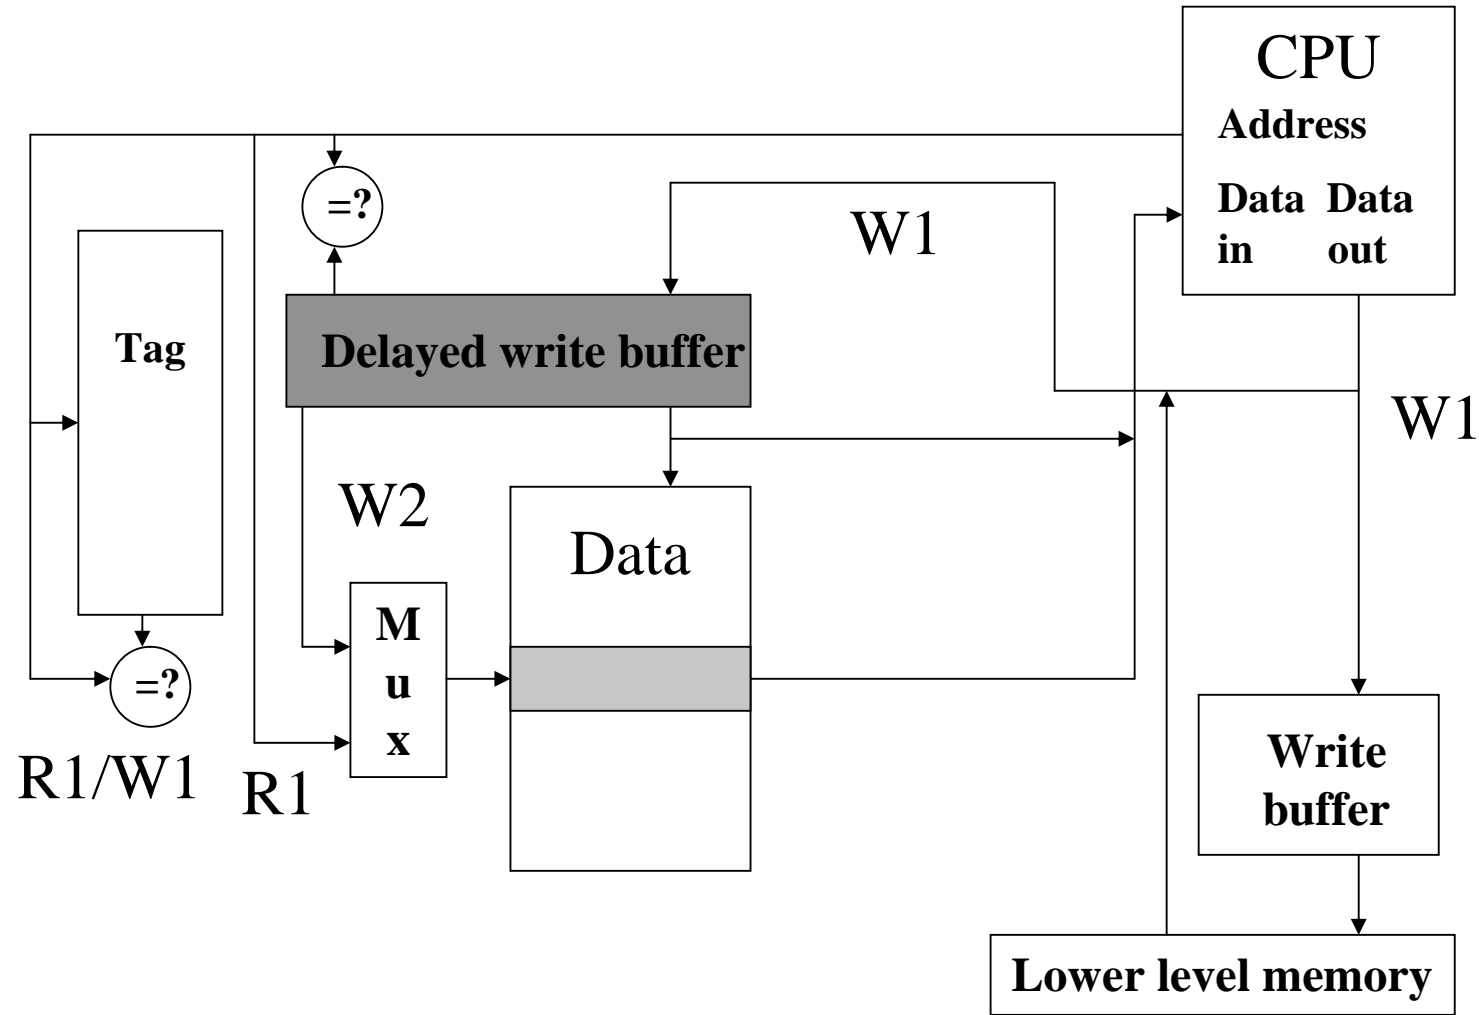 CPU
Address
Data in
Data out
=?
W1
Tag
Delayed write buffer
W1
W2
Data
M
u
x
=?
R1/W1
R1
Write
buffer
Lower level memory